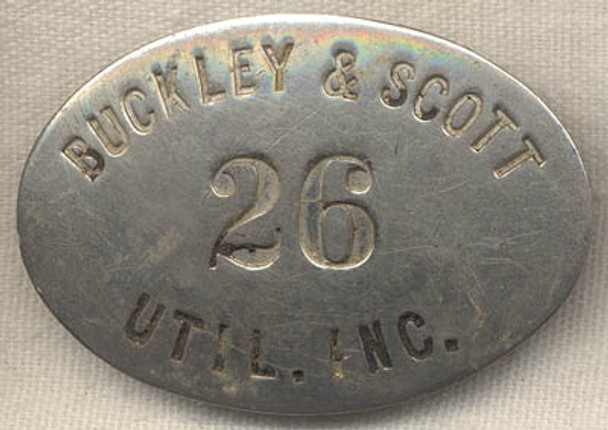 BUCKLEY & SCOTT
26
UTIL. INC.